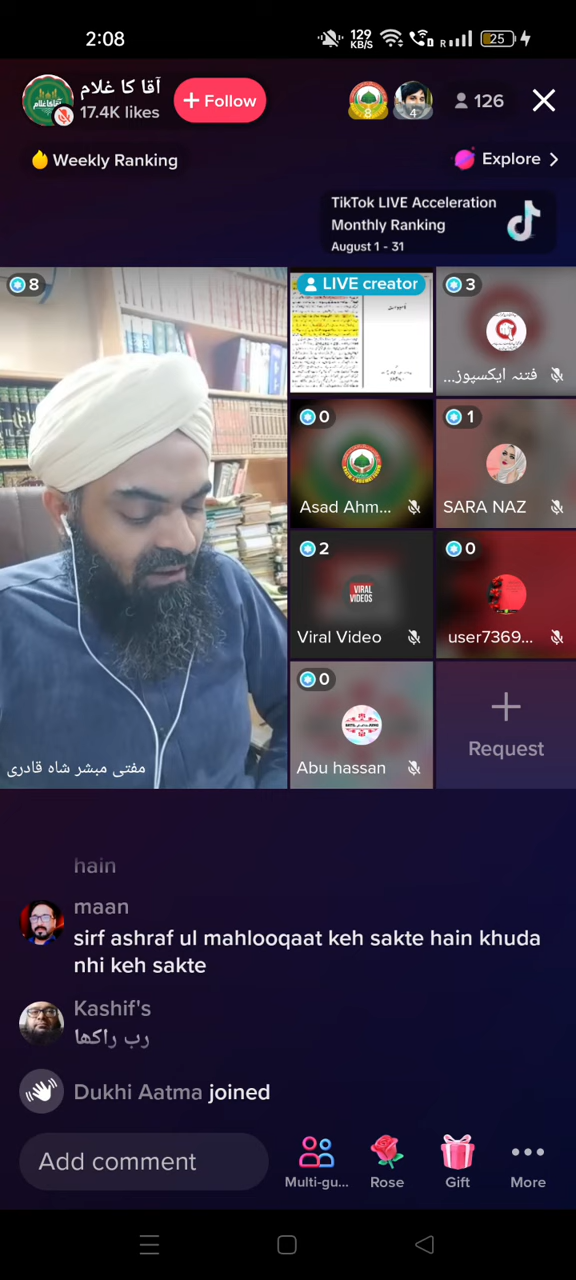 2:08
129
KB/S
R
25
آقا کا غلام
17.4K likes
+ Follow
8
4
126
Weekly Ranking
Explore
TikTok LIVE Acceleration
Monthly Ranking
August 1 - 31
8
LIVE creator
3
فتنہ ایکسپوز...
0
Asad Ahm...
1
SARA NAZ
2
VIRAL
VIDEOS
Viral Video
0
user7369...
0
Abu hassan
Request
مفتی مبشر شاہ قادری
hain
maan
sirf ashraf ul mahlooqaat keh sakte hain khuda
nhi keh sakte
Kashif's
رب راکھا
Dukhi Aatma joined
Add comment
Multi-gu...
Rose
Gift
More